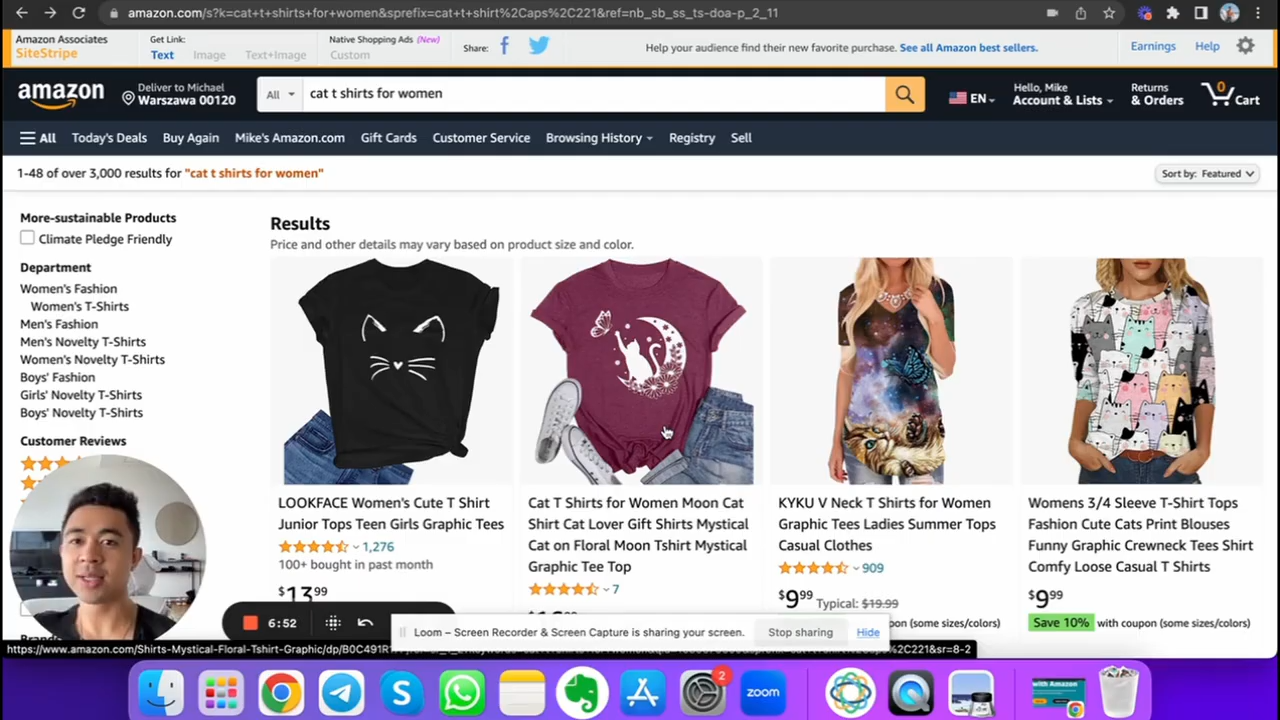 amazon.com/s?k=cat+t+shirts+for+women&sprefix=cat+t+shirt%2Caps%2C221&ref=nb_sb_ss_ts-doa-p_2_11
Amazon Associates
SiteStripe
Get Link:
Text
Image
Text+Image
Native Shopping Ads (New)
Custom
Share:
Help your audience find their new favorite purchase. See all Amazon best sellers.
Earnings
Help
amazon
Deliver to Michael
Warszawa 00120
All
cat t shirts for women
EN
Hello, Mike
Account & Lists
Returns
& Orders
0
Cart
All
Today's Deals
Buy Again
Mike's Amazon.com
Gift Cards
Customer Service
Browsing History
Registry
Sell
1-48 of over 3,000 results for "cat t shirts for women"
Sort by: Featured
More-sustainable Products
Climate Pledge Friendly
Department
Women's Fashion
Women's T-Shirts
Men's Fashion
Men's Novelty T-Shirts
Women's Novelty T-Shirts
Boys' Fashion
Girls' Novelty T-Shirts
Boys' Novelty T-Shirts
Customer Reviews
Results
Price and other details may vary based on product size and color.
LOOKFACE Women's Cute T Shirt
Junior Tops Teen Girls Graphic Tees
1,276
100+ bought in past month
$13.99
Cat T Shirts for Women Moon Cat
Shirt Cat Lover Gift Shirts Mystical
Cat on Floral Moon Tshirt Mystical
Graphic Tee Top
7
KYKU V Neck T Shirts for Women
Graphic Tees Ladies Summer Tops
Casual Clothes
909
$9.99 Typical: $19.99
pon (some sizes/colors)
Womens 3/4 Sleeve T-Shirt Tops
Fashion Cute Cats Print Blouses
Funny Graphic Crewneck Tees Shirt
Comfy Loose Casual T Shirts
$9.99
Save 10% with coupon (some sizes/colors)
6:52
Loom – Screen Recorder & Screen Capture is sharing your screen.
Stop sharing
Hide
2
zoom
with Amazon